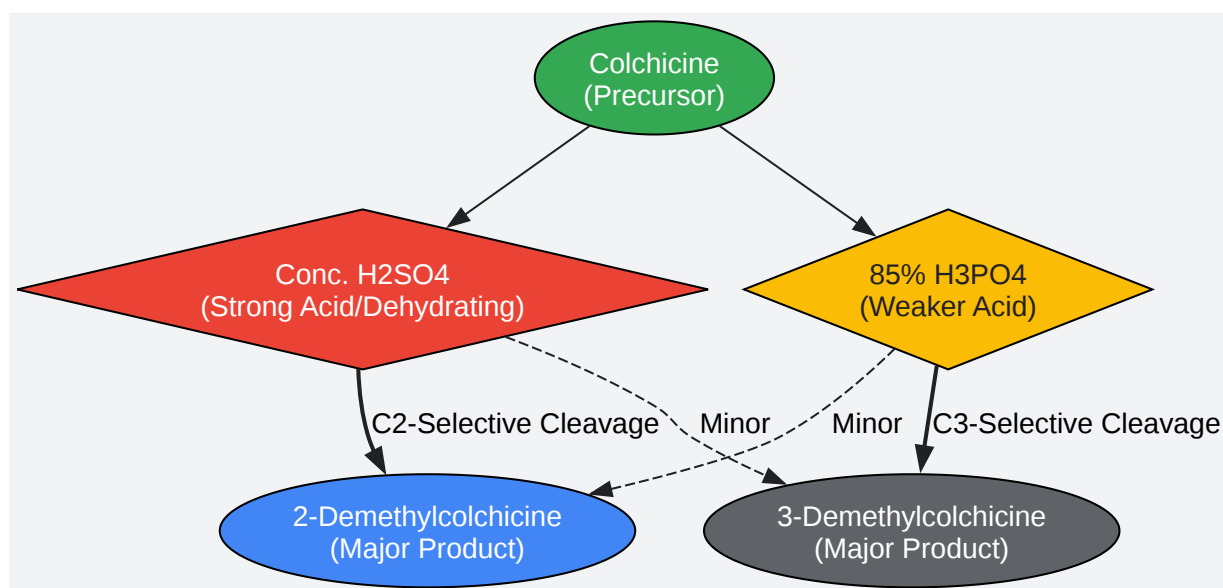 Colchicine
(Precursor)
Conc. H2SO4
(Strong Acid/Dehydrating)
85% H3PO4
(Weaker Acid)
C2-Selective Cleavage
Minor
Minor
C3-Selective Cleavage
2-Demethylcolchicine
(Major Product)
3-Demethylcolchicine
(Major Product)